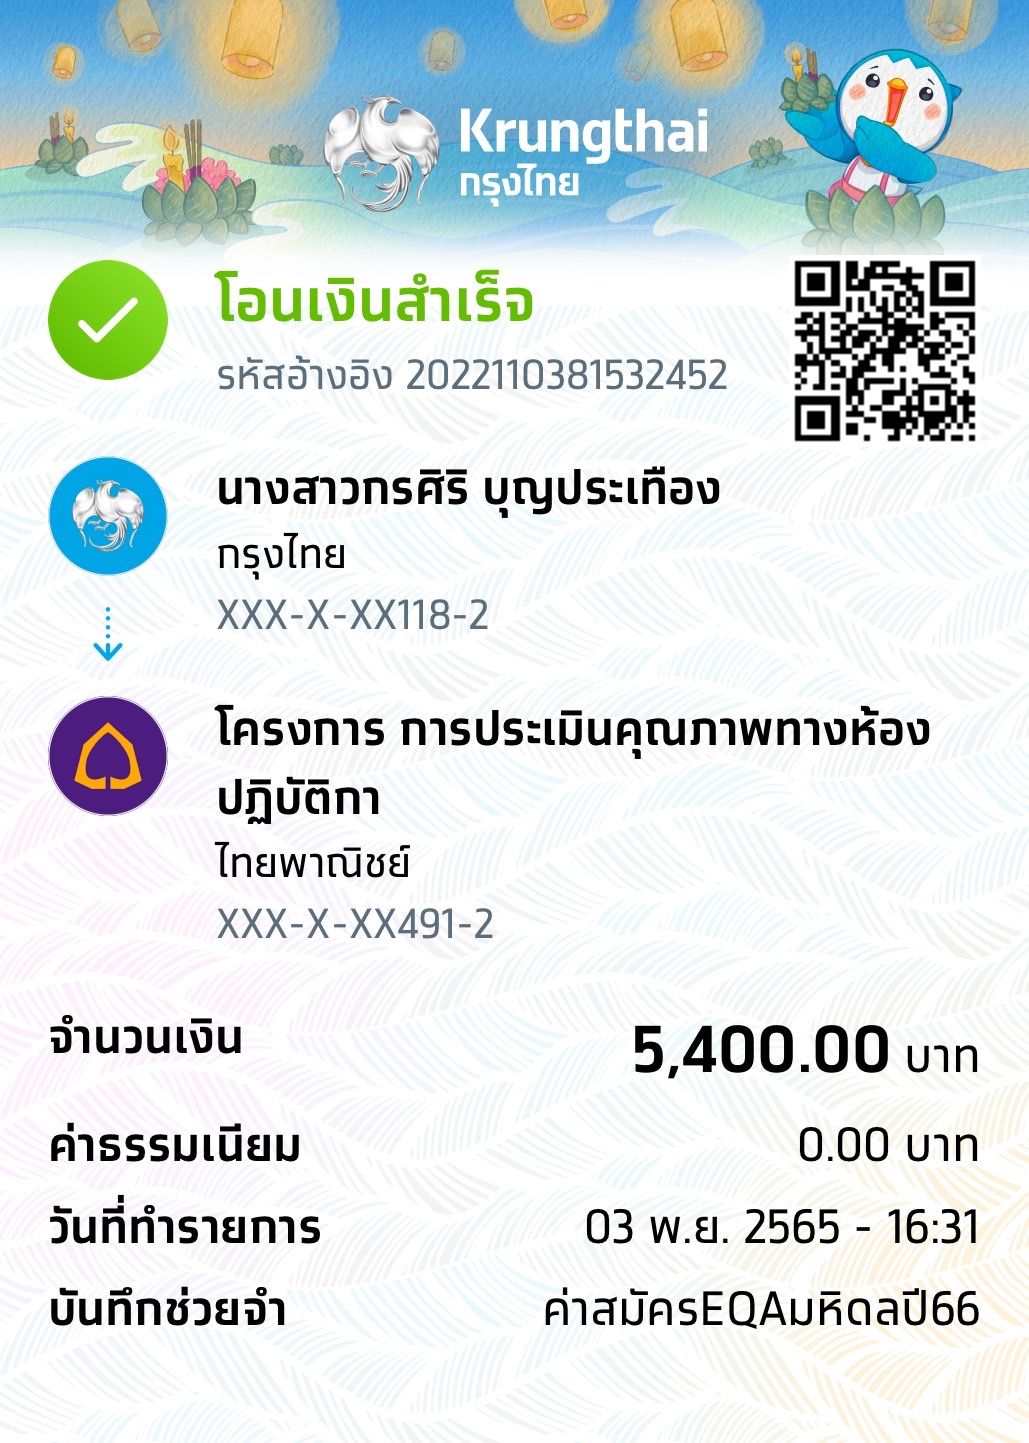 Krungthai
กรุงไทย
โอนเงินสำเร็จ
รหัสอ้างอิง 2022110381532452
นางสาวกรศิริ บุญประเทือง
กรุงไทย
XXX-X-XX118-2
โครงการ การประเมินคุณภาพทางห้อง
ปฏิบัติกา
ไทยพาณิชย์
XXX-X-XX491-2
จำนวนเงิน 5,400.00 บาท
ค่าธรรมเนียม 0.00 บาท
วันที่ทำรายการ 03 พ.ย. 2565 - 16:31
บันทึกช่วยจำ ค่าสมัครEQAมหิดลปี66